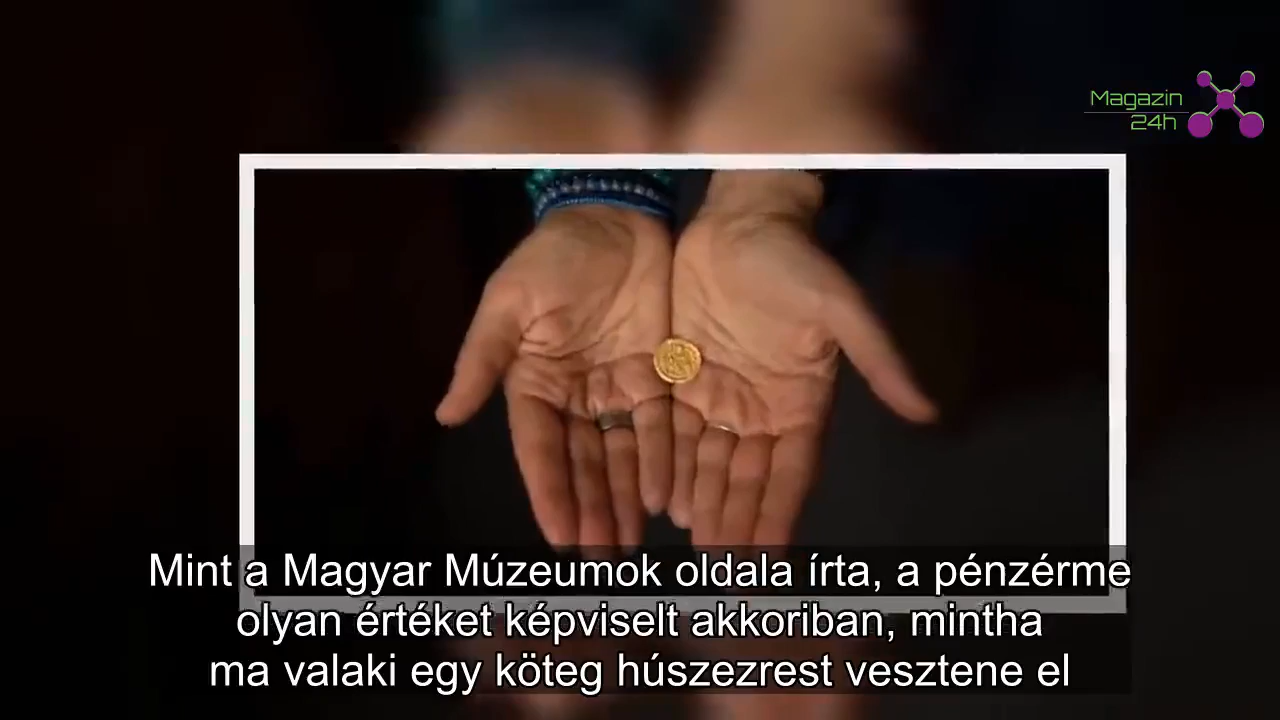 Magazin
24h
Mint a Magyar Múzeumok oldala írta, a pénzérme
olyan értéket képviselt akkoriban, mintha
ma valaki egy köteg húszezrest vesztene el